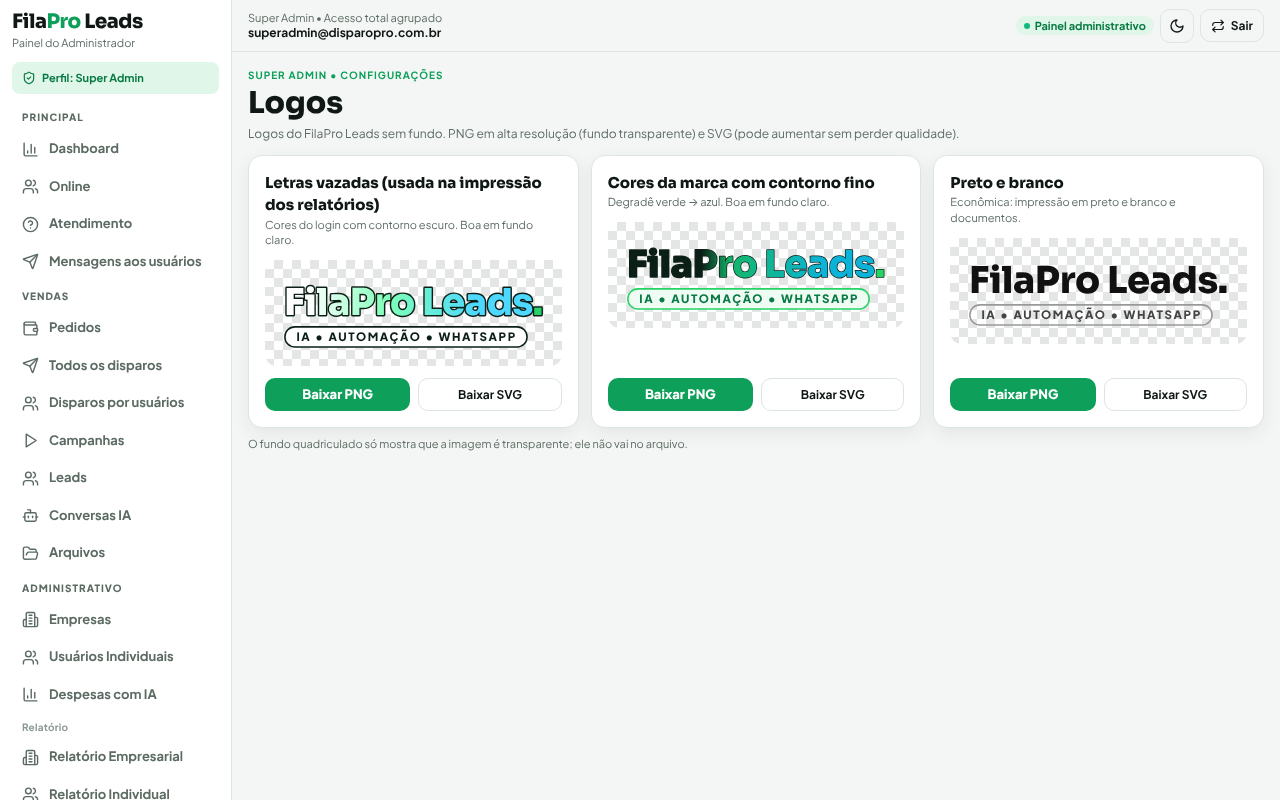 FilaPro Leads
Painel do Administrador
Perfil: Super Admin
PRINCIPAL
Dashboard
Online
Atendimento
Mensagens aos usuários
VENDAS
Pedidos
Todos os disparos
Disparos por usuários
Campanhas
Leads
Conversas IA
Arquivos
ADMINISTRATIVO
Empresas
Usuários Individuais
Despesas com IA
Relatório
Relatório Empresarial
Relatório Individual
Super Admin • Acesso total agrupado
superadmin@disparopro.com.br
Painel administrativo
Sair
SUPER ADMIN • CONFIGURAÇÕES
Logos
Logos do FilaPro Leads sem fundo. PNG em alta resolução (fundo transparente) e SVG (pode aumentar sem perder qualidade).
Letras vazadas (usada na impressão
dos relatórios)
Cores do login com contorno escuro. Boa em fundo
claro.
FilaPro Leads.
IA • AUTOMAÇÃO • WHATSAPP
Baixar PNG
Baixar SVG
Cores da marca com contorno fino
Degradê verde → azul. Boa em fundo claro.
FilaPro Leads.
IA • AUTOMAÇÃO • WHATSAPP
Baixar PNG
Baixar SVG
Preto e branco
Econômica: impressão em preto e branco e
documentos.
FilaPro Leads.
IA • AUTOMAÇÃO • WHATSAPP
Baixar PNG
Baixar SVG
O fundo quadriculado só mostra que a imagem é transparente; ele não vai no arquivo.